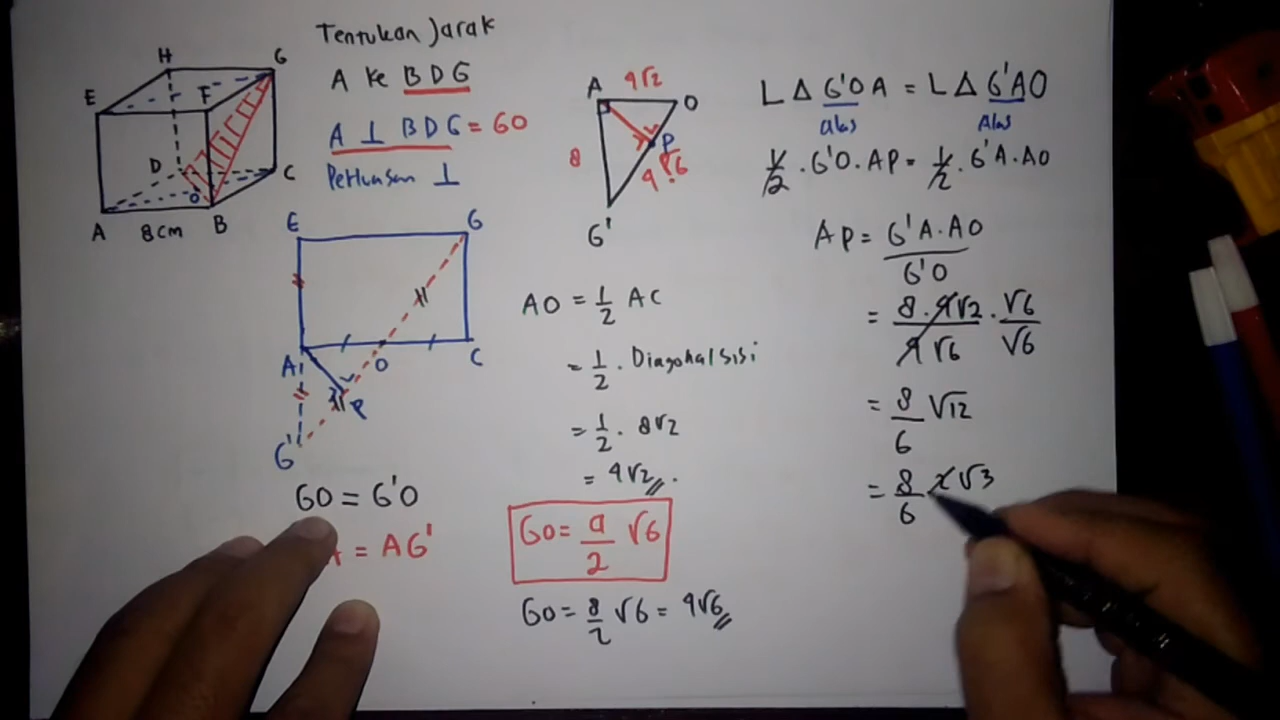 Tentukan Jarak
A ke BDG
A ⊥ BDG = GO
Perluasan ⊥
H
G
E
F
D
C
O
A
B
8cm
E
G
A
O
C
P
G'
GO = G'O
= AG'
A
4√2
O
8
P
4√6
G'
AO = 1/2 AC
= 1/2 . Diagonal sisi
= 1/2 . 8√2
= 4√2 //.
GO = a/2 √6
GO = 8/2 √6 = 4√6 //
L Δ G'OA = L Δ G'AO
alas
Alas
1/2 . G'O . AP = 1/2 . G'A . AO
AP = G'A . AO / G'O
= 8 . 4√2 / 4√6 . √6/√6
= 8/6 √12
= 8/6 . 2√3